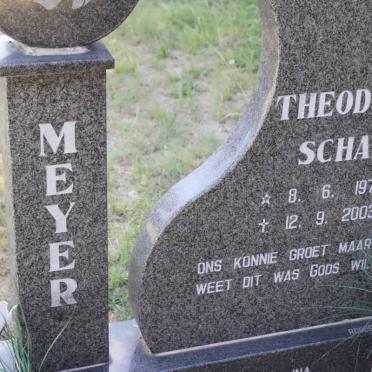 MEYER
THEOD
SCHA
☆ 8. 6. 197
✝ 12. 9. 2003
ONS KONNIE GROET MAAR
WEET DIT WAS GODS WIL